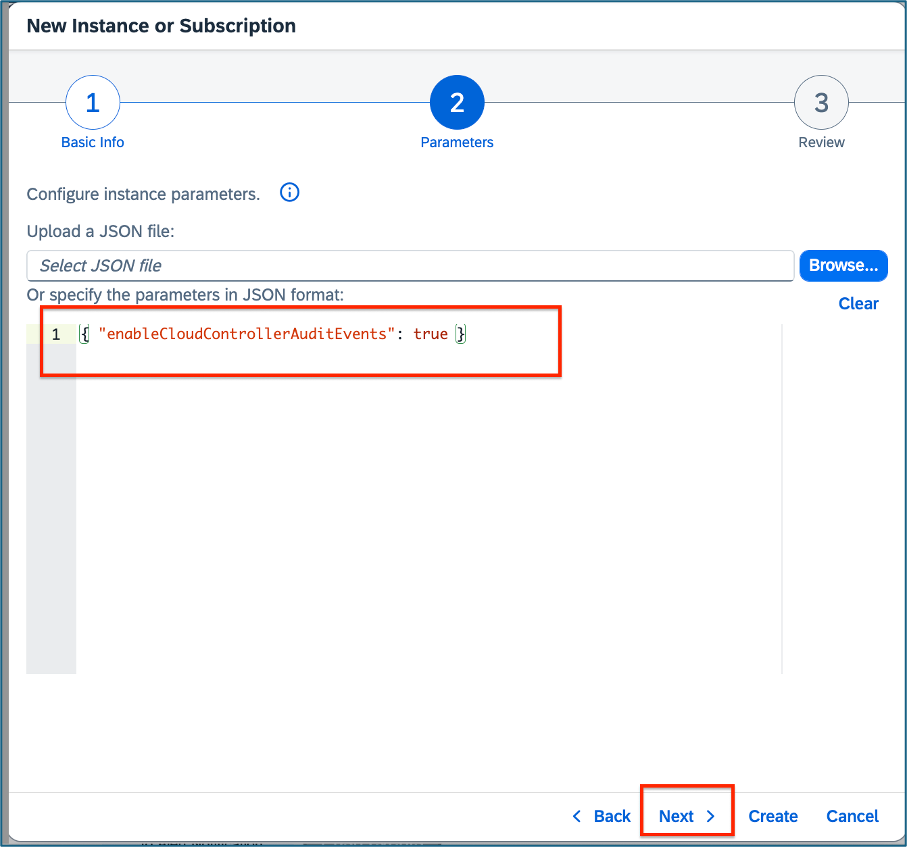 New Instance or Subscription
1
2
3
Basic Info
Parameters
Review
Configure instance parameters.
Upload a JSON file:
Select JSON file
Browse...
Or specify the parameters in JSON format:
Clear
1 { "enableCloudControllerAuditEvents": true }
Back
Next
Create
Cancel